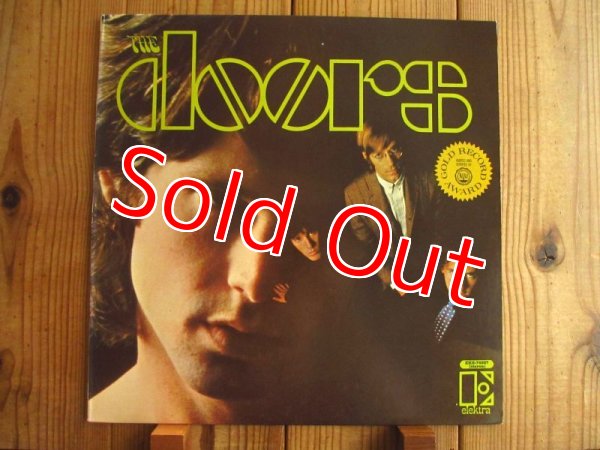 THE
doors
GOLD RECORD
AWARD
Sold Out
elektra